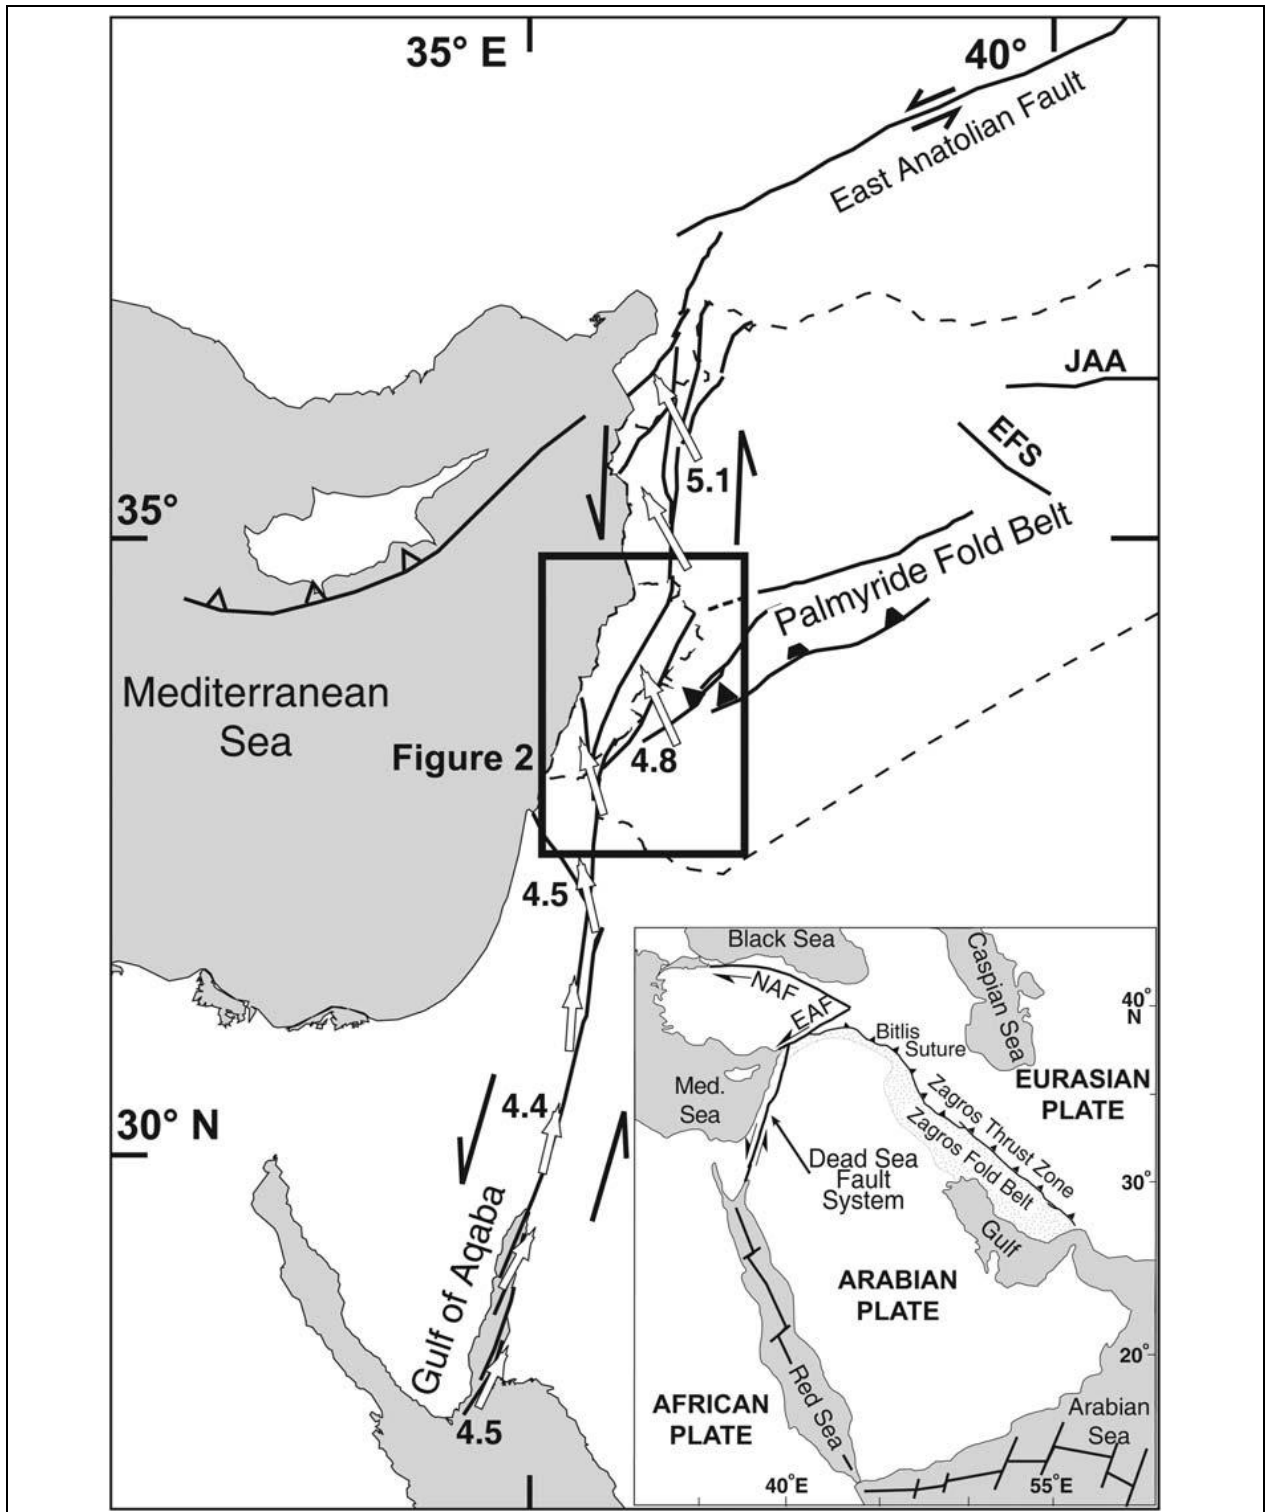 35° E
40°
East Anatolian Fault
JAA
EFS
5.1
35°
Palmyride Fold Belt
Mediterranean
Sea
Figure 2
4.8
4.5
4.4
30° N
Gulf of Aqaba
4.5
Black Sea
Caspian Sea
NAF
EAF
40°
N
Bitlis
Suture
EURASIAN
PLATE
Med.
Sea
Zagros Thrust Zone
Zagros Fold Belt
Dead Sea
Fault
System
30°
Gulf
ARABIAN
PLATE
20°
Red Sea
AFRICAN
PLATE
Arabian
Sea
40°E
55°E